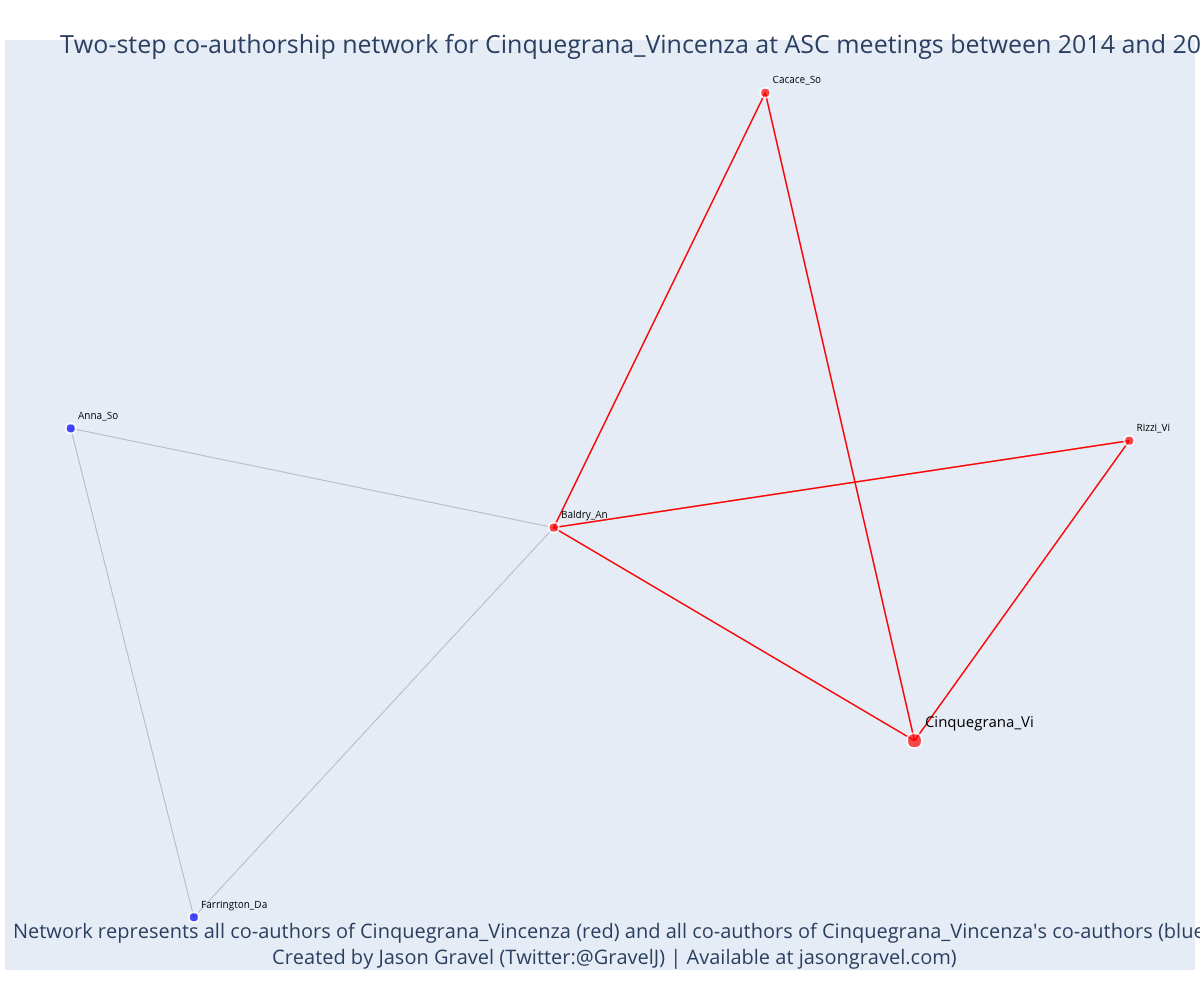 Two-step co-authorship network for Cinquegrana_Vincenza at ASC meetings between 2014 and 20
Cacace_So
Anna_So
Rizzi_Vi
Baldry_An
Cinquegrana_Vi
Farrington_Da
Network represents all co-authors of Cinquegrana_Vincenza (red) and all co-authors of Cinquegrana_Vincenza's co-authors (blue
Created by Jason Gravel (Twitter:@GravelJ) | Available at jasongravel.com)